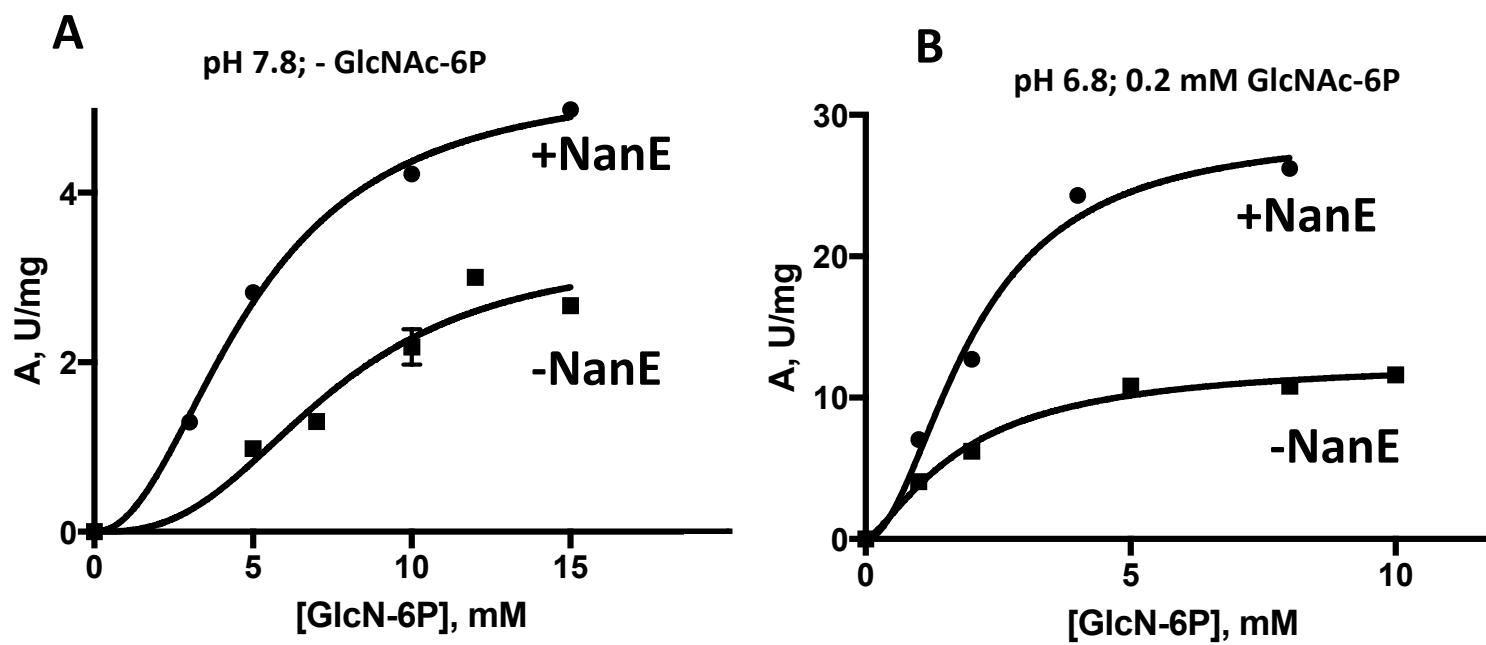 A
pH 7.8; - GlcNAc-6P
4
2
0
A, U/mg
+NanE
-NanE
0 5 10 15
[GlcN-6P], mM
B
pH 6.8; 0.2 mM GlcNAc-6P
30
20
10
0
A, U/mg
+NanE
-NanE
0 5 10
[GlcN-6P], mM